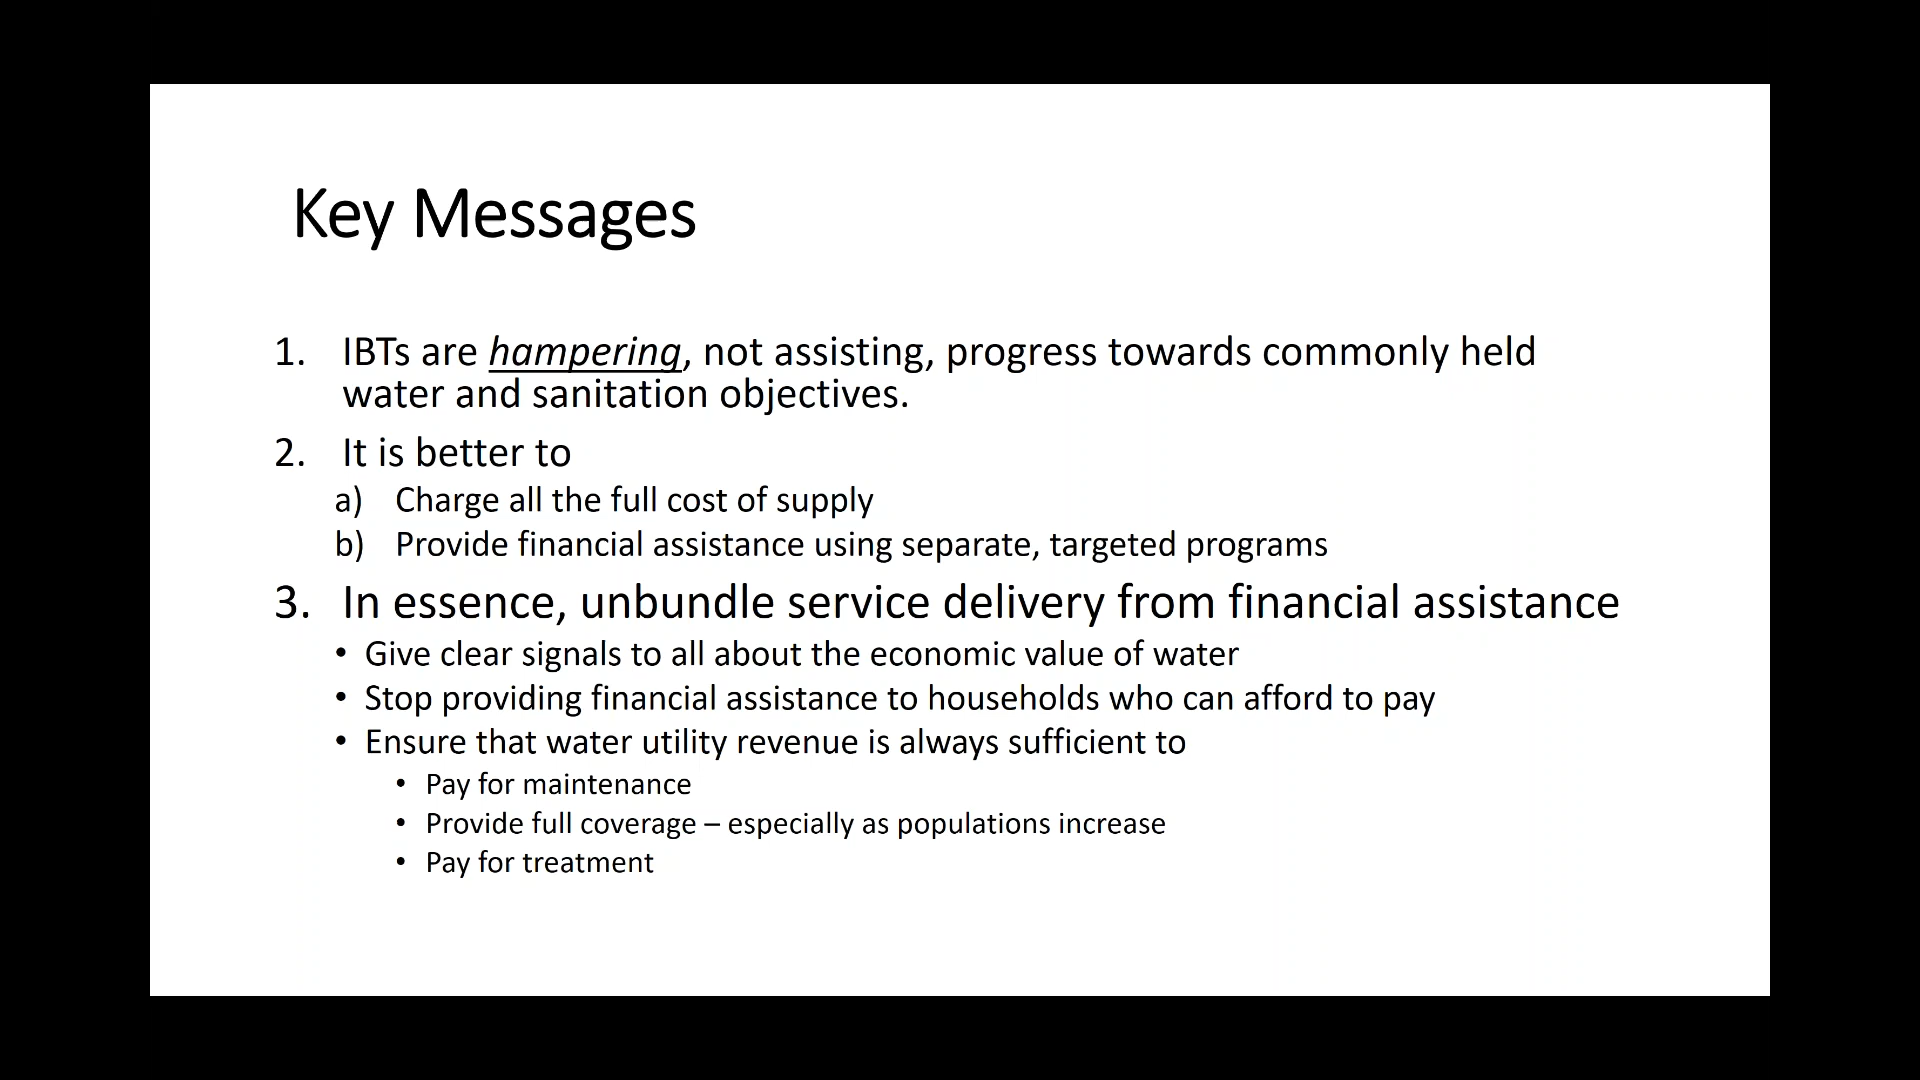 Key Messages
1. IBTs are hampering, not assisting, progress towards commonly held
water and sanitation objectives.
2. It is better to
a) Charge all the full cost of supply
b) Provide financial assistance using separate, targeted programs
3. In essence, unbundle service delivery from financial assistance
• Give clear signals to all about the economic value of water
• Stop providing financial assistance to households who can afford to pay
• Ensure that water utility revenue is always sufficient to
• Pay for maintenance
• Provide full coverage – especially as populations increase
• Pay for treatment